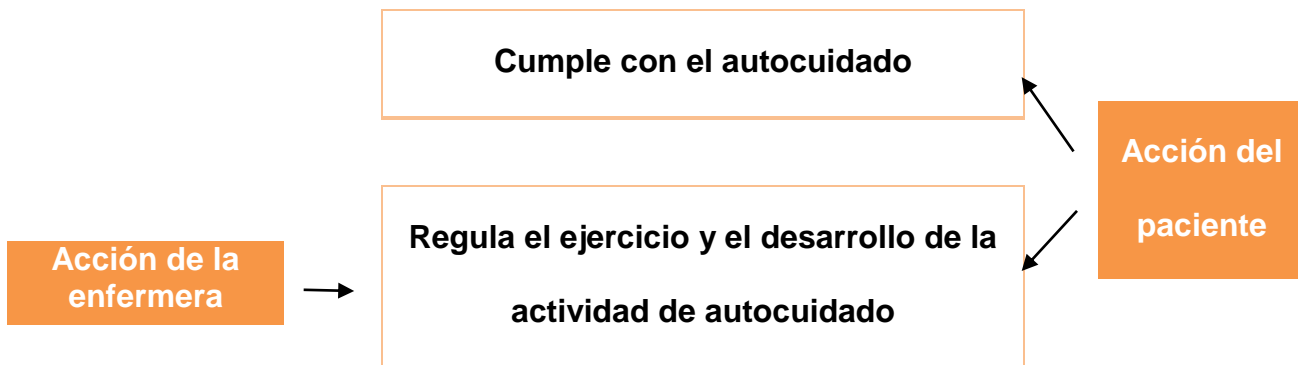 Cumple con el autocuidado
Acción del
paciente
Regula el ejercicio y el desarrollo de la
actividad de autocuidado
Acción de la
enfermera